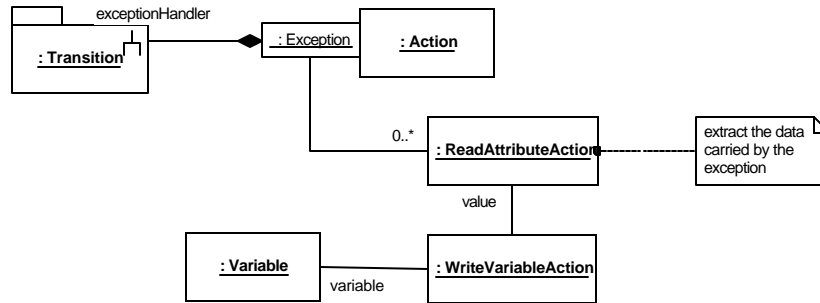 exceptionHandler
: Transition
: Exception
: Action
0..*
: ReadAttributeAction
extract the data
carried by the
exception
value
: Variable
variable
: WriteVariableAction